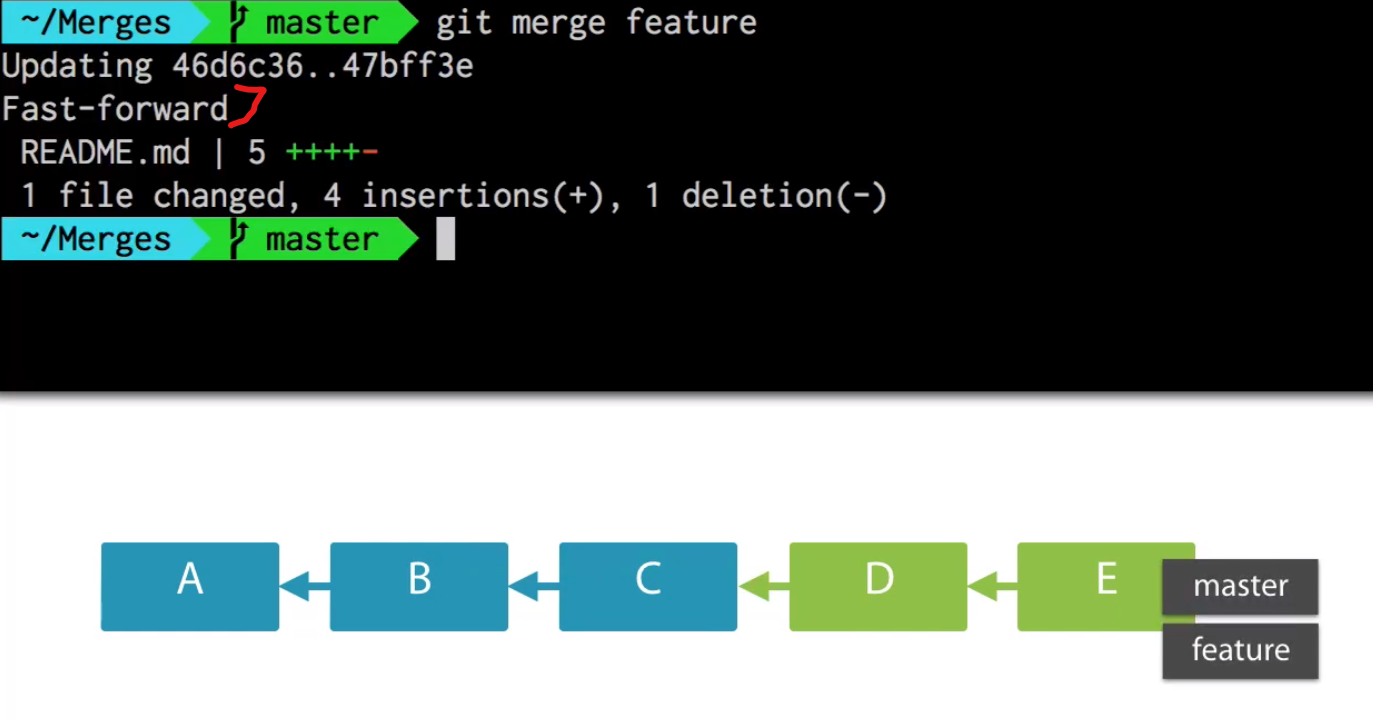 ~/Merges master git merge feature
Updating 46d6c36..47bff3e
Fast-forward
README.md | 5 ++++-
1 file changed, 4 insertions(+), 1 deletion(-)
~/Merges master
A B C D E
master
feature